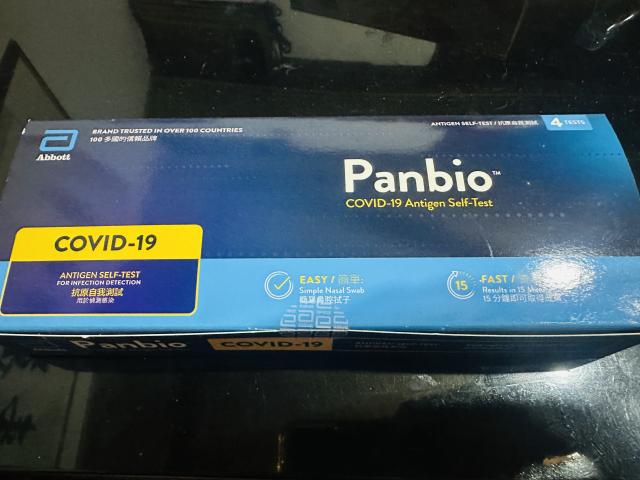 Abbott
BRAND TRUSTED IN OVER 100 COUNTRIES
100 多國的信賴品牌
ANTIGEN SELF-TEST / 抗原自我測試
4 TESTS
Panbio™
COVID-19 Antigen Self-Test
COVID-19
ANTIGEN SELF-TEST
FOR INFECTION DETECTION
抗原自我測試
用於偵測感染
EASY / 簡單:
Simple Nasal Swab
簡單鼻腔拭子
15
FAST /
Results in 15
15 分鐘即可取得
Panbio
COVID-19
ANTIGEN SELF-TEST